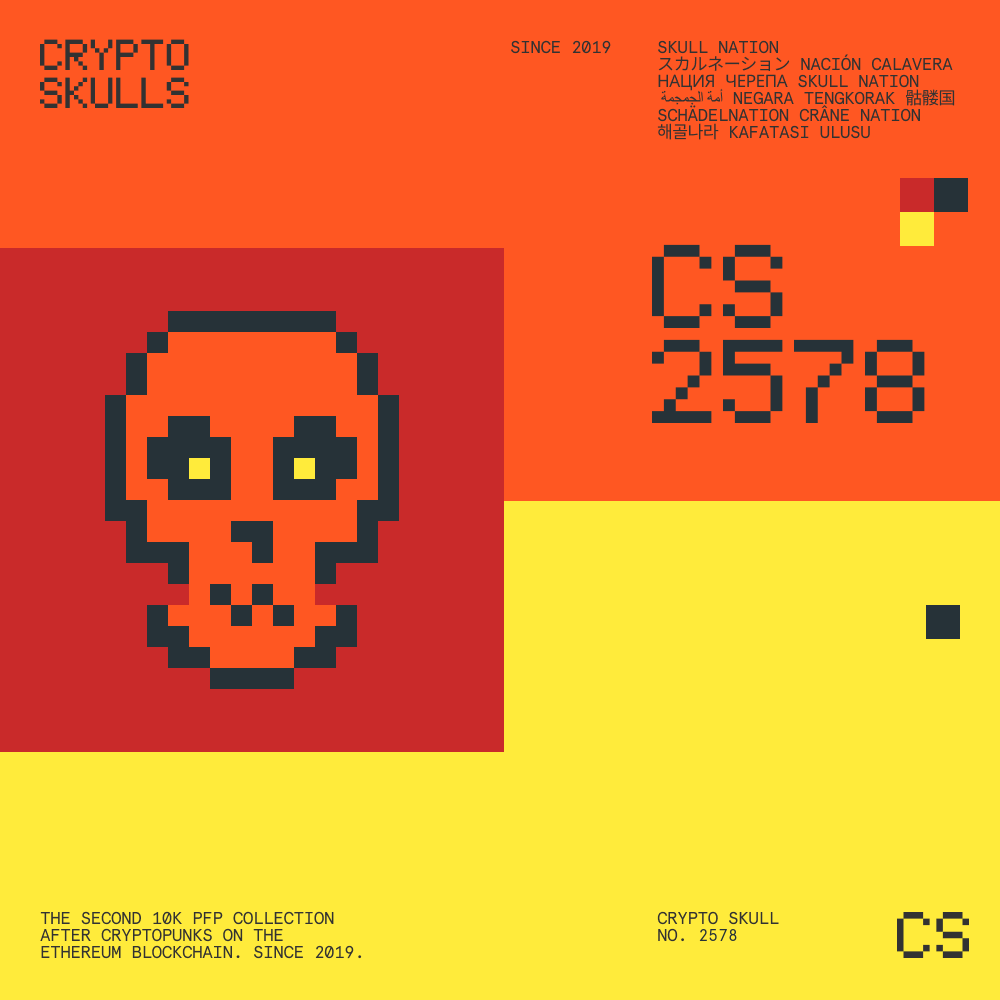 CRYPTO
SKULLS
SINCE 2019
SKULL NATION
スカルネーション NACIÓN CALAVERA
НАЦИЯ ЧЕРЕПА SKULL NATION
أمة الجمجمة NEGARA TENGKORAK 骷髅国
SCHÄDELNATION CRÂNE NATION
해골나라 KAFATASI ULUSU
CS
2578
THE SECOND 10K PFP COLLECTION
AFTER CRYPTOPUNKS ON THE
ETHEREUM BLOCKCHAIN. SINCE 2019.
CRYPTO SKULL
NO. 2578
CS